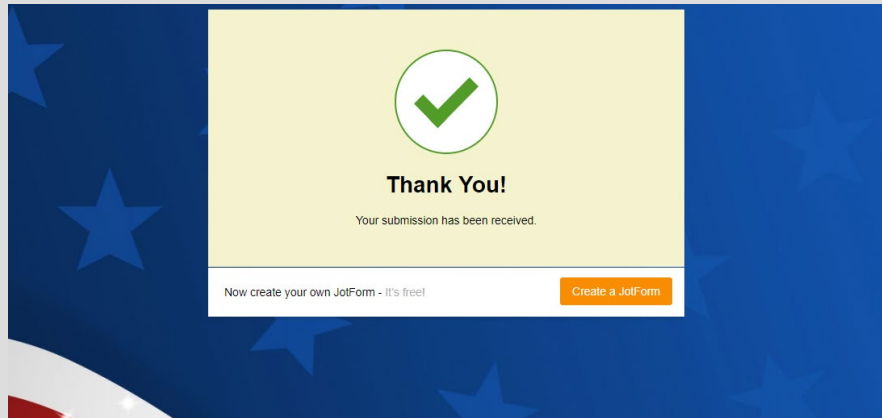 Thank You!
Your submission has been received.
Now create your own JotForm - It's free!
Create a JotForm